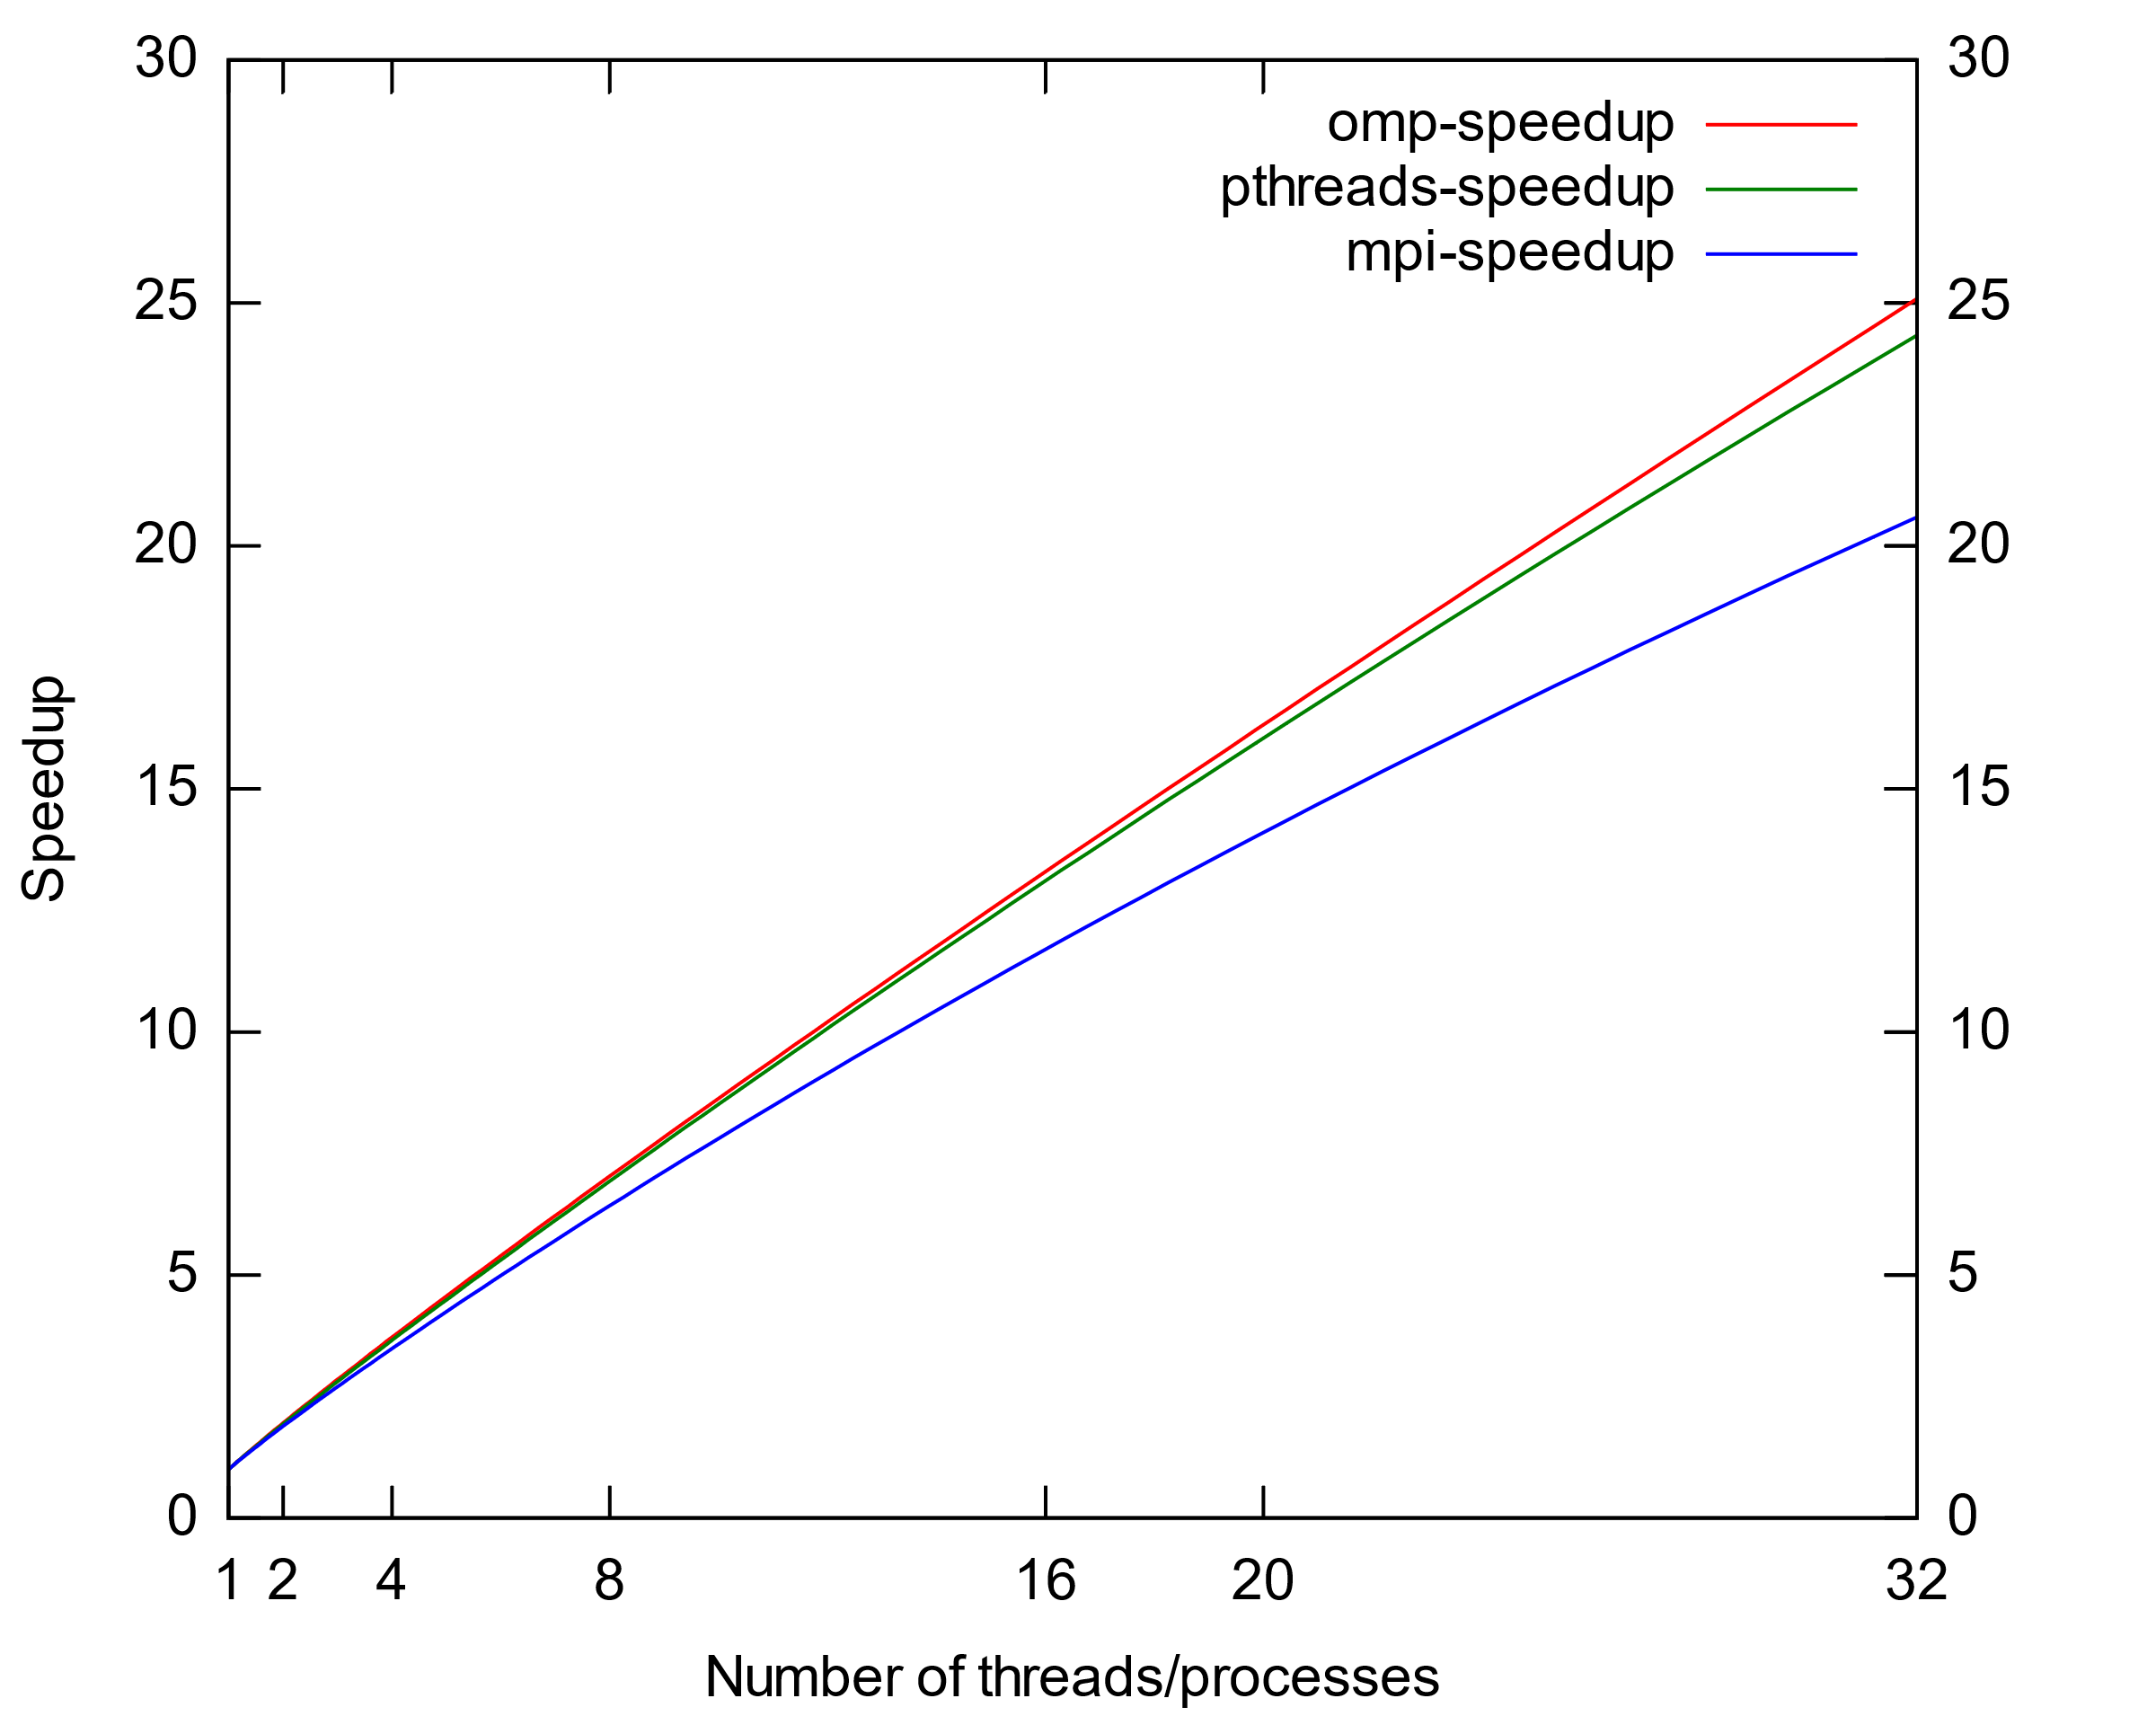 30 30
omp-speedup
pthreads-speedup
mpi-speedup
25 25
20 20
15 15
10 10
5 5
0 0
Speedup
1 2 4 8 16 20 32
Number of threads/processes